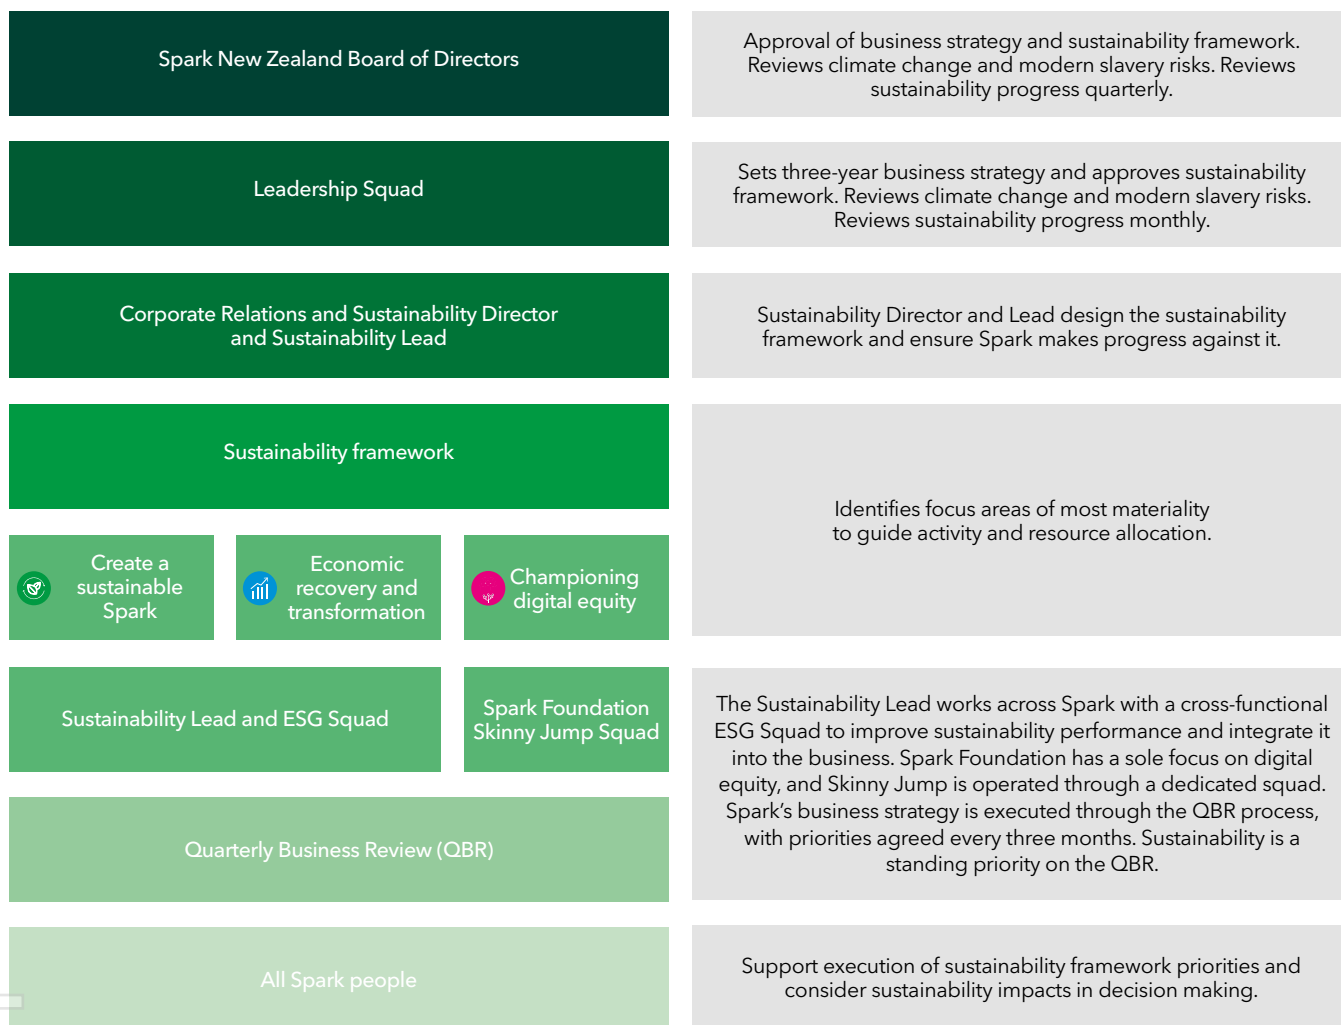 Spark New Zealand Board of Directors
Approval of business strategy and sustainability framework.
Reviews climate change and modern slavery risks. Reviews
sustainability progress quarterly.
Leadership Squad
Sets three-year business strategy and approves sustainability
framework. Reviews climate change and modern slavery risks.
Reviews sustainability progress monthly.
Corporate Relations and Sustainability Director
and Sustainability Lead
Sustainability Director and Lead design the sustainability
framework and ensure Spark makes progress against it.
Sustainability framework
Create a
sustainable
Spark
Economic
recovery and
transformation
Championing
digital equity
Identifies focus areas of most materiality
to guide activity and resource allocation.
Sustainability Lead and ESG Squad
Spark Foundation
Skinny Jump Squad
Quarterly Business Review (QBR)
The Sustainability Lead works across Spark with a cross-functional
ESG Squad to improve sustainability performance and integrate it
into the business. Spark Foundation has a sole focus on digital
equity, and Skinny Jump is operated through a dedicated squad.
Spark’s business strategy is executed through the QBR process,
with priorities agreed every three months. Sustainability is a
standing priority on the QBR.
All Spark people
Support execution of sustainability framework priorities and
consider sustainability impacts in decision making.